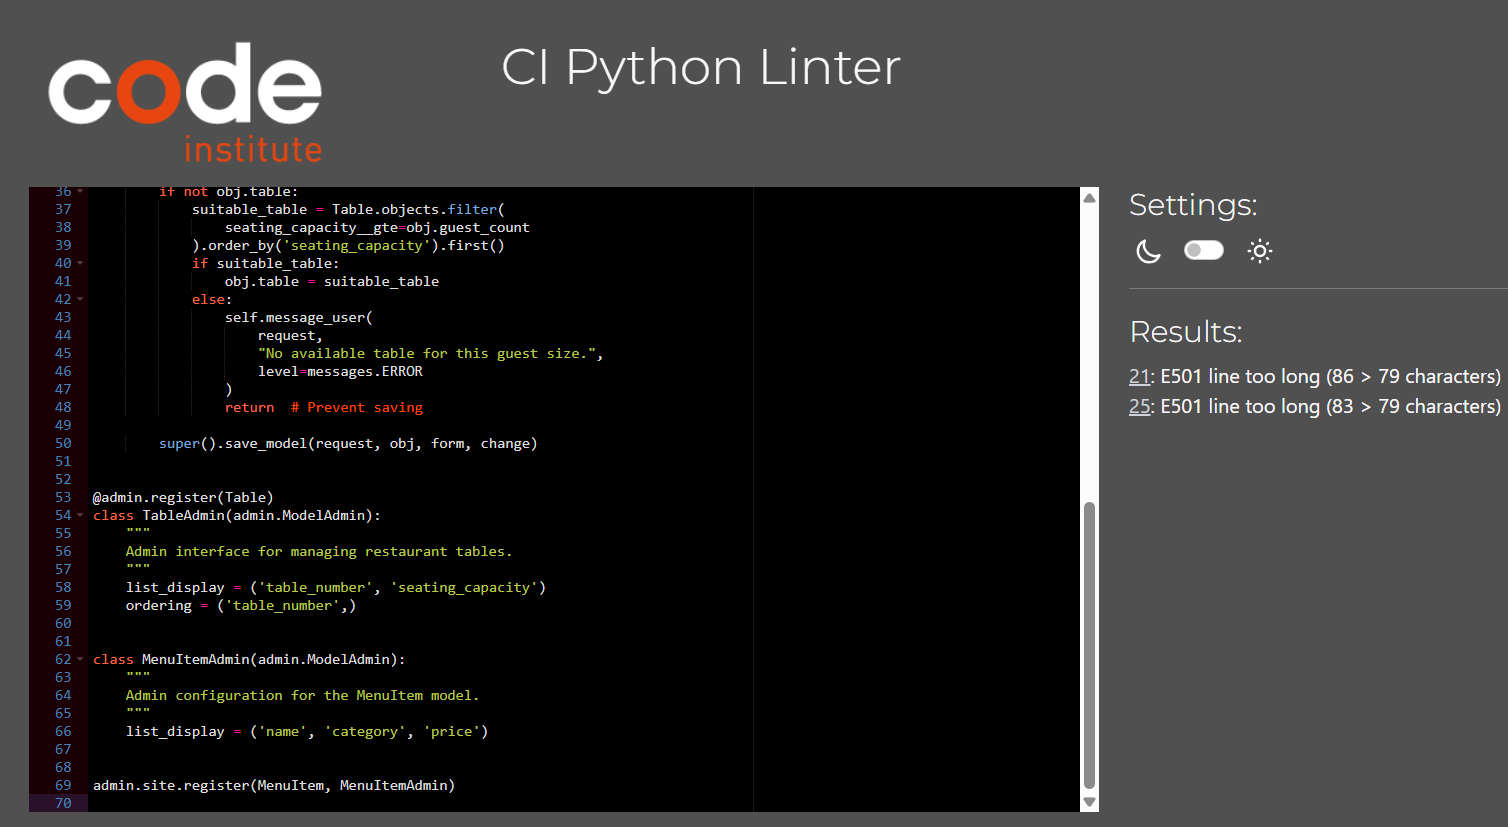 code
institute
CI Python Linter
36 if not obj.table:
37 suitable_table = Table.objects.filter(
38 seating_capacity__gte=obj.guest_count
39 ).order_by('seating_capacity').first()
40 if suitable_table:
41 obj.table = suitable_table
42 else:
43 self.message_user(
44 request,
45 "No available table for this guest size.",
46 level=messages.ERROR
47 )
48 return  # Prevent saving
49
50 super().save_model(request, obj, form, change)
51
52
53 @admin.register(Table)
54 class TableAdmin(admin.ModelAdmin):
55 """
56 Admin interface for managing restaurant tables.
57 """
58 list_display = ('table_number', 'seating_capacity')
59 ordering = ('table_number',)
60
61
62 class MenuItemAdmin(admin.ModelAdmin):
63 """
64 Admin configuration for the MenuItem model.
65 """
66 list_display = ('name', 'category', 'price')
67
68
69 admin.site.register(MenuItem, MenuItemAdmin)
70
Settings:
Results:
21: E501 line too long (86 > 79 characters)
25: E501 line too long (83 > 79 characters)